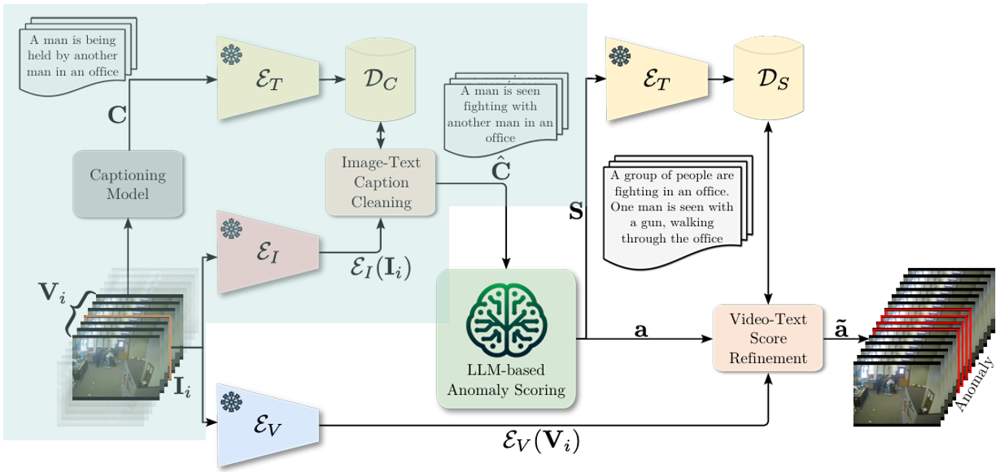 A man is being
held by another
man in an office
C
Captioning
Model
V_i
I_i
ℰ_T
𝒟_C
Image-Text
Caption
Cleaning
ℰ_I
ℰ_I(I_i)
A man is seen
fighting with
another man in an
office
Ĉ
LLM-based
Anomaly Scoring
S
a
ℰ_T
𝒟_S
A group of people are
fighting in an office.
One man is seen with
a gun, walking
through the office
Video-Text
Score
Refinement
ã
Anomaly
ℰ_V
ℰ_V(V_i)